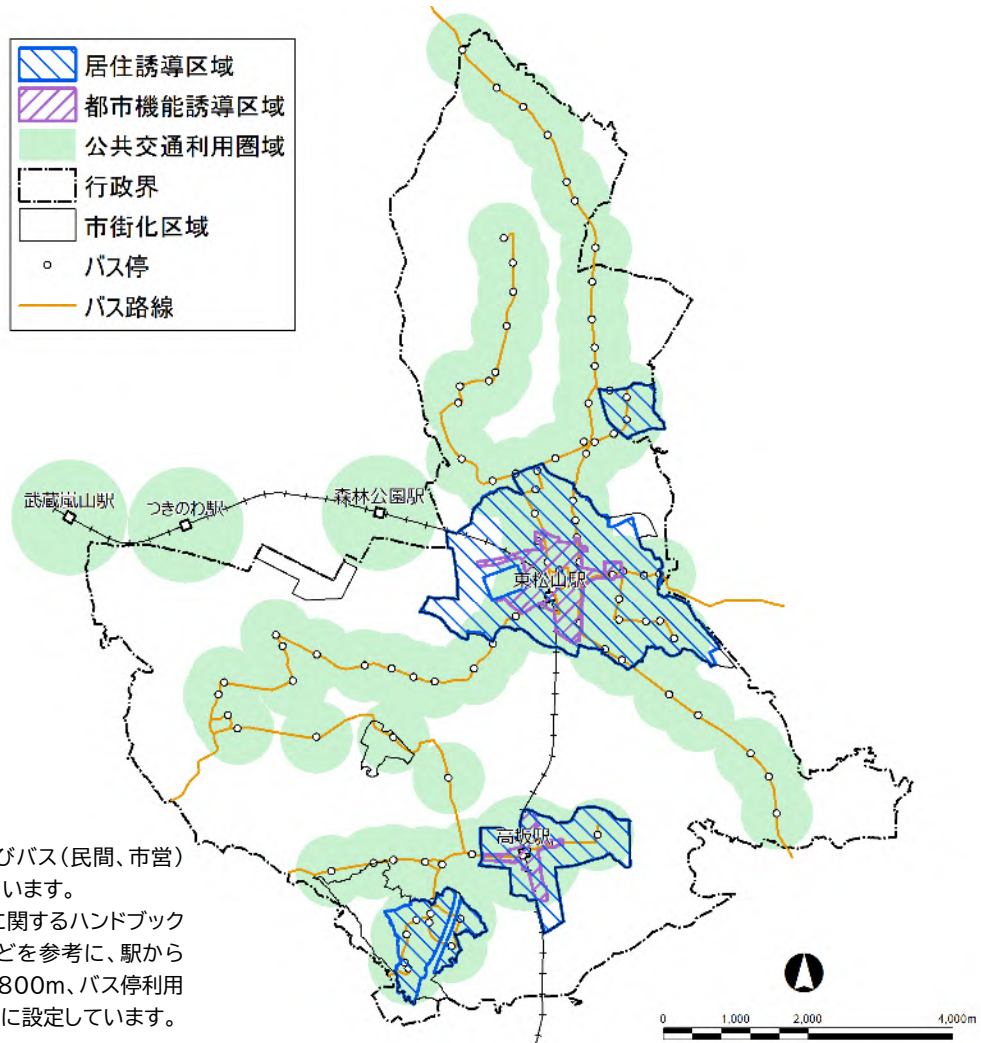 居住誘導区域
都市機能誘導区域
公共交通利用圏域
行政界
市街化区域
バス停
バス路線
武蔵嵐山駅
つきのわ駅
森林公園駅
東松山駅
高坂駅
びバス(民間、市営)
います。
に関するハンドブック
どを参考に、駅から
800m、バス停利用
に設定しています。
0 1,000 2,000 4,000m